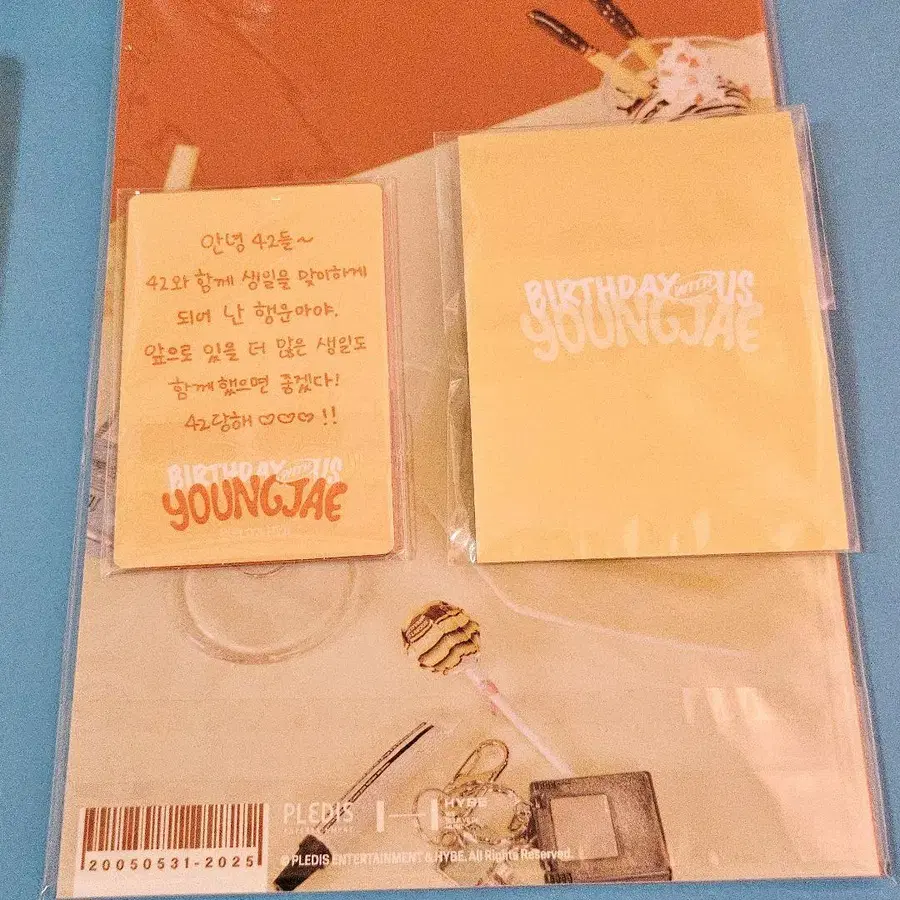 안녕 42들~
42와 함께 생일을 맞이하게
되어 난 행운아야.
앞으로 있을 더 많은 생일도
함께했으면 좋겠다!
42당해 ♡♡♡ !!
BIRTHDAY WITH US
YOUNGJAE
BIRTHDAY WITH US
YOUNGJAE
PLEDIS
ENTERTAINMENT
HYBE
20050531-2025
© PLEDIS ENTERTAINMENT & HYBE. All Rights Reserved.